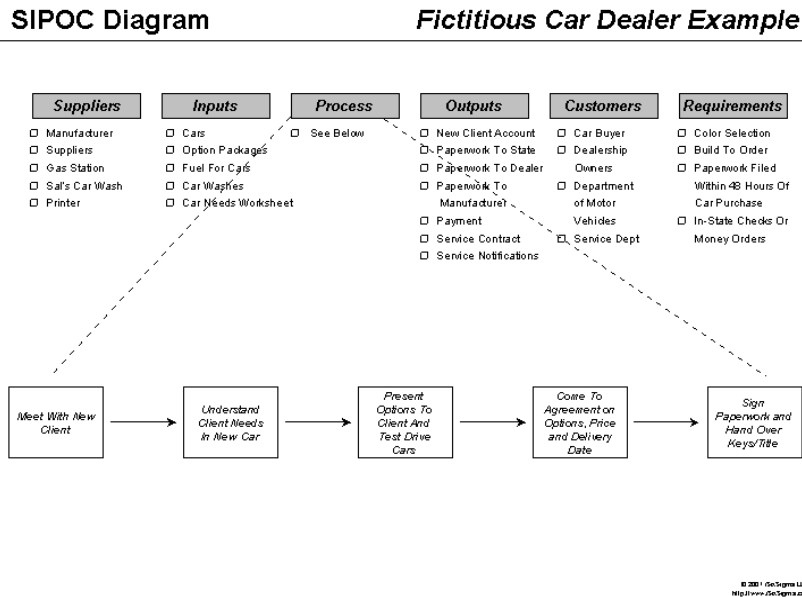 SIPOC Diagram
Fictitious Car Dealer Example
Suppliers
Manufacturer
Suppliers
Gas Station
Sal's Car Wash
Printer
Inputs
Cars
Option Packages
Fuel For Cars
Car Washes
Car Needs Worksheet
Process
See Below
Outputs
New Client Account
Paperwork To State
Paperwork To Dealer
Paperwork To
Manufacturer
Payment
Service Contract
Service Notifications
Customers
Car Buyer
Dealership
Owners
Department
of Motor
Vehicles
Service Dept
Requirements
Color Selection
Build To Order
Paperwork Filed
Within 48 Hours Of
Car Purchase
In-State Checks Or
Money Orders
Meet With New
Client
Understand
Client Needs
In New Car
Present
Options To
Client And
Test Drive
Cars
Come To
Agreement on
Options, Price
and Delivery
Date
Sign
Paperwork and
Hand Over
Keys/Title
© 2001